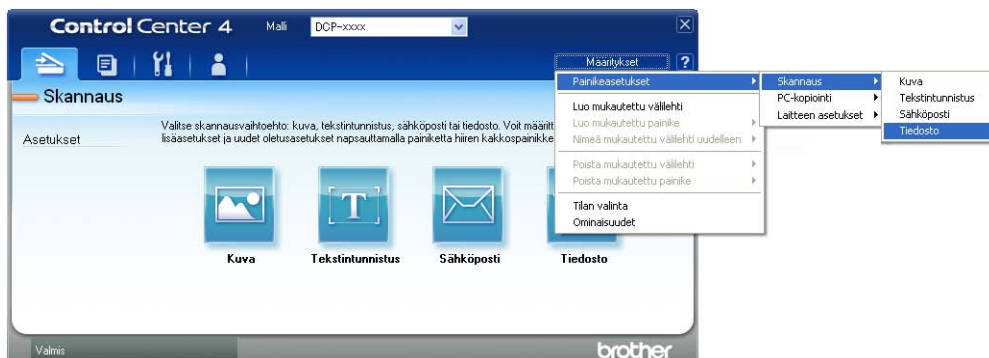 Control Center 4
Malli
DCP-xxxx
Määritykset
?
Painikeasetukset
Luo mukautettu välilehti
Luo mukautettu painike
Nimeä mukautettu välilehti uudelleen
Poista mukautettu välilehti
Poista mukautettu painike
Tilan valinta
Ominaisuudet
Skannaus
PC-kopiointi
Laitteen asetukset
Kuva
Tekstintunnistus
Sähköposti
Tiedosto
Skannaus
Asetukset
Valitse skannausvaihtoehto: kuva, tekstintunnistus, sähköposti tai tiedosto. Voit määritt
lisäasetukset ja uudet oletusasetukset napsauttamalla painiketta hiiren kakkospainikke
Kuva
Tekstintunnistus
Sähköposti
Tiedosto
Valmis
brother